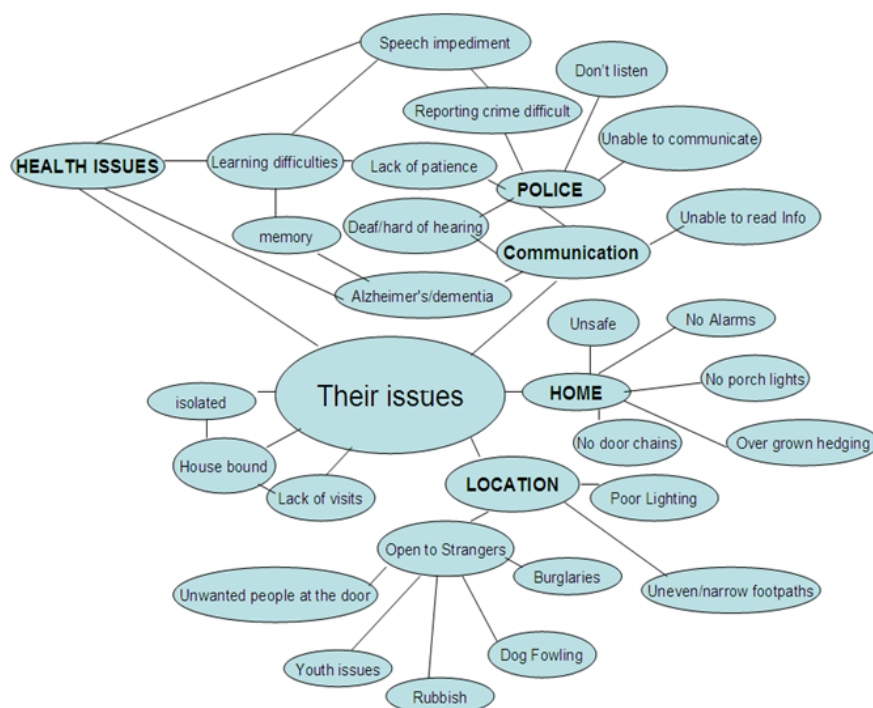 Speech impediment
Don't listen
Reporting crime difficult
Unable to communicate
HEALTH ISSUES
Learning difficulties
Lack of patience
POLICE
Deaf/hard of hearing
Unable to read Info
memory
Communication
Alzheimer's/dementia
Unsafe
No Alarms
Their issues
HOME
No porch lights
isolated
No door chains
Over grown hedging
House bound
Lack of visits
LOCATION
Poor Lighting
Open to Strangers
Burglaries
Unwanted people at the door
Uneven/narrow footpaths
Dog Fowling
Youth issues
Rubbish